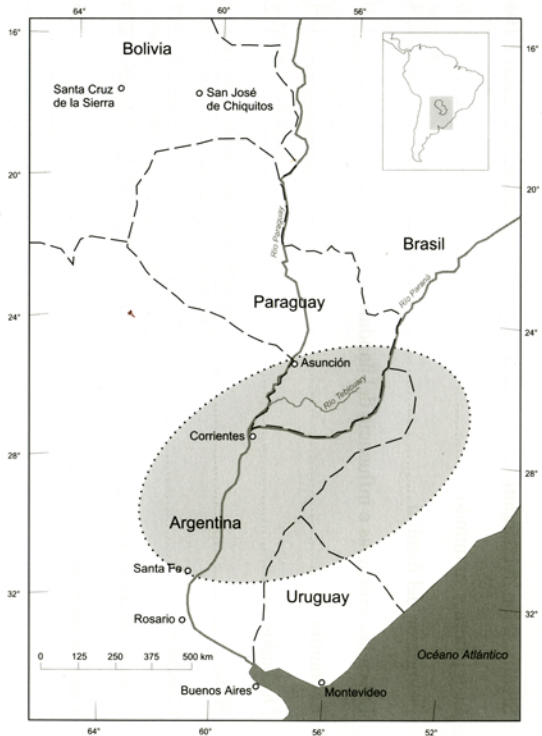 64° 60° 56°
16° 16°
Bolivia
Santa Cruz
de la Sierra
San José
de Chiquitos
20° 20°
Río Paraguay
Brasil
Río Paraná
Paraguay
24° 24°
Asunción
Río Tebicuary
Corrientes
28° 28°
Argentina
Santa Fe
32° 32°
Uruguay
Rosario
0 125 250 375 500 km
Océano Atlántico
Buenos Aires
Montevideo
64° 60° 56° 52°